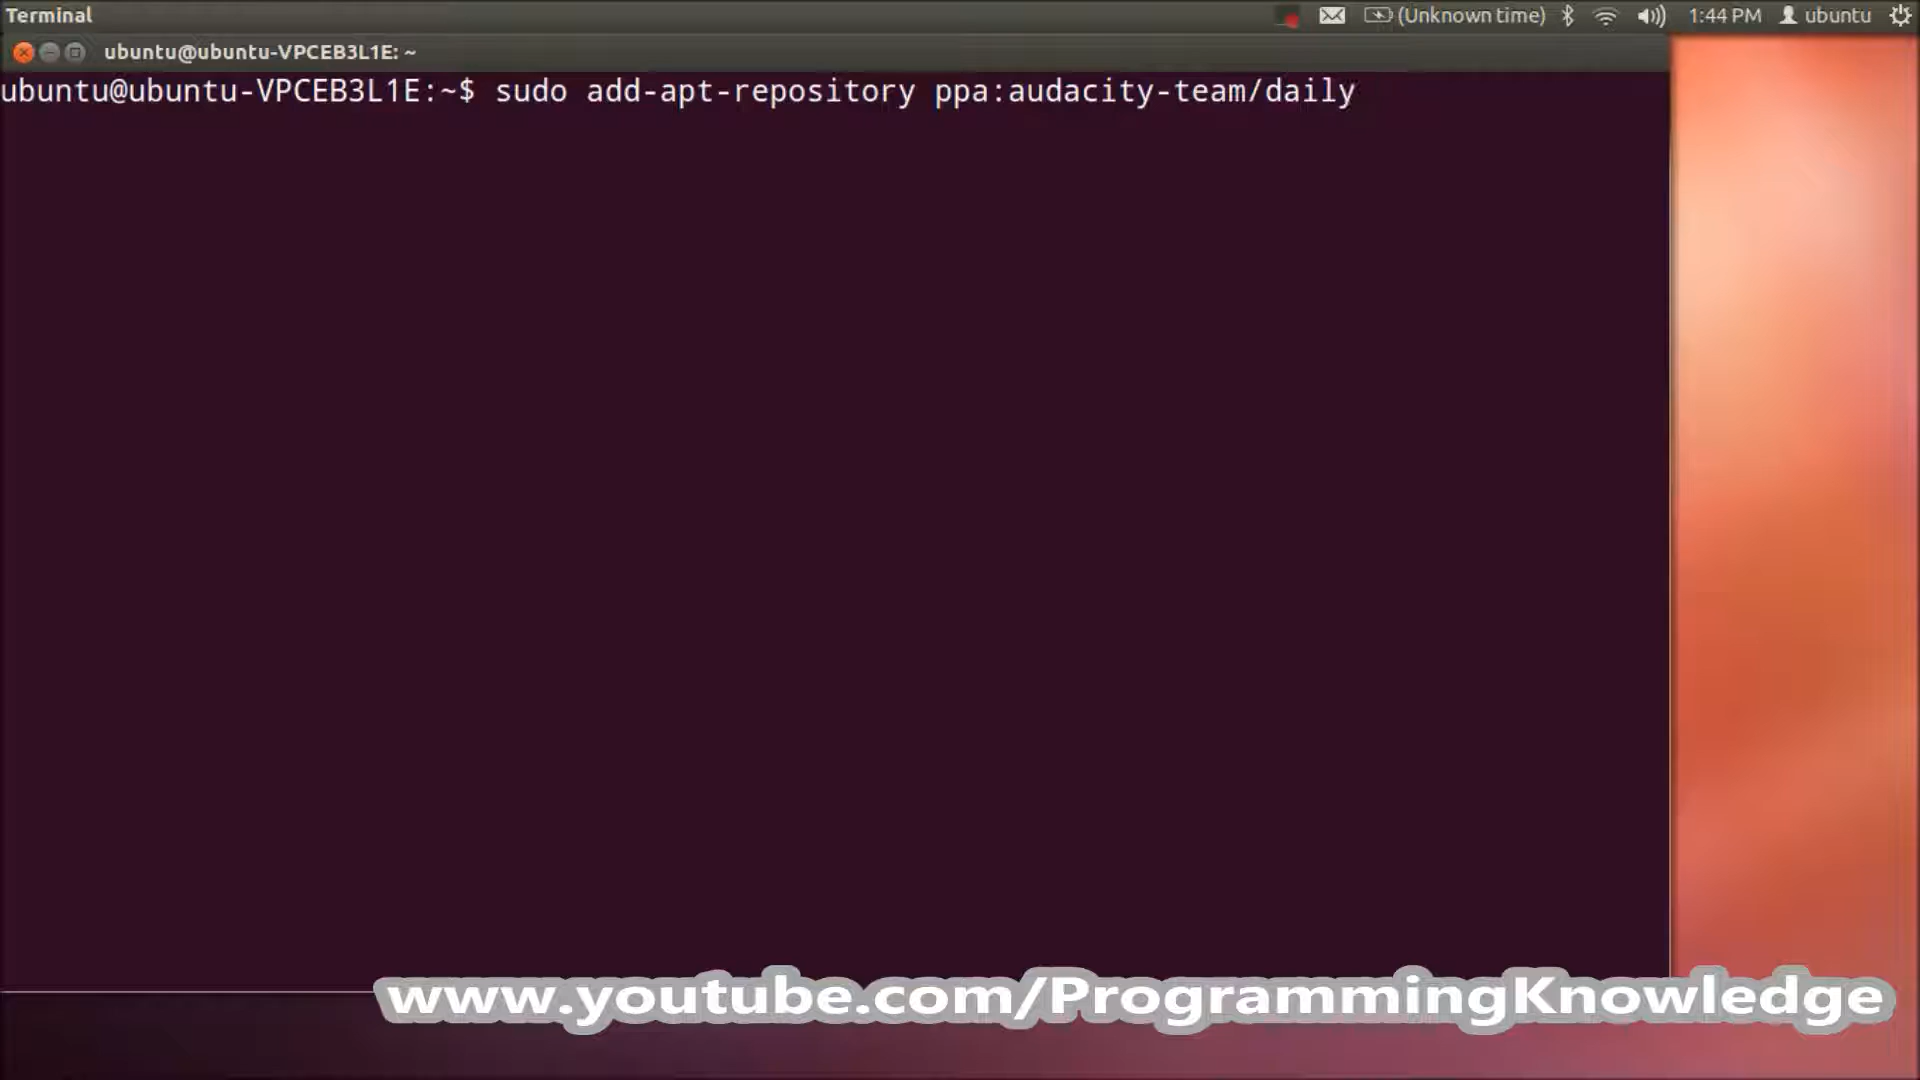 Terminal
(Unknown time) 1:44 PM ubuntu
ubuntu@ubuntu-VPCEB3L1E: ~
ubuntu@ubuntu-VPCEB3L1E:~$ sudo add-apt-repository ppa:audacity-team/daily
www.youtube.com/ProgrammingKnowledge